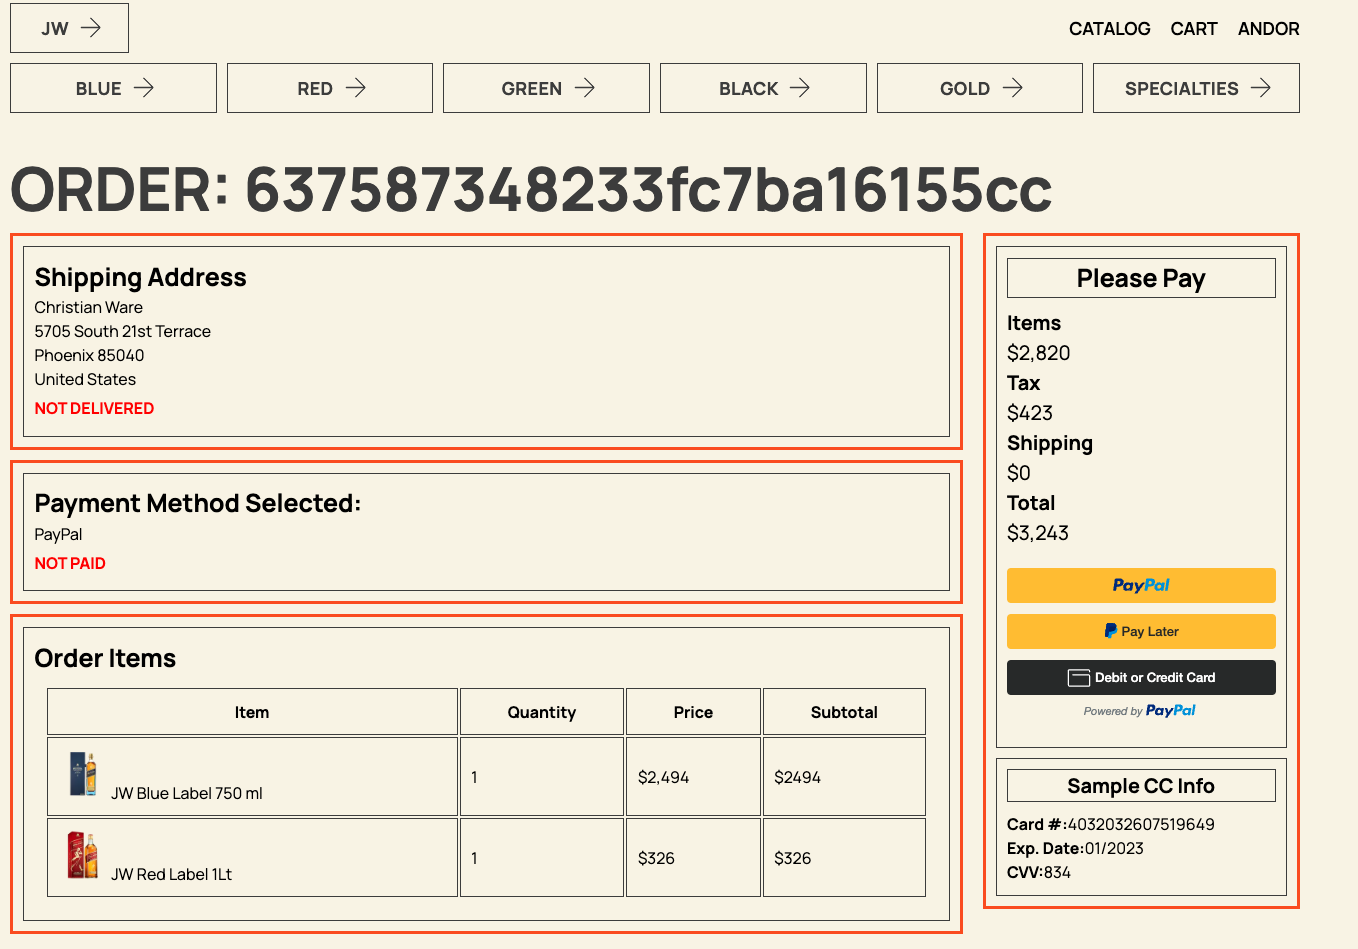 JW
CATALOG CART ANDOR
BLUE RED GREEN BLACK GOLD SPECIALTIES
ORDER: 637587348233fc7ba16155cc
Shipping Address
Christian Ware
5705 South 21st Terrace
Phoenix 85040
United States
NOT DELIVERED
Payment Method Selected:
PayPal
NOT PAID
Order Items
Item Quantity Price Subtotal
JW Blue Label 750 ml 1 $2,494 $2494
JW Red Label 1Lt 1 $326 $326
Please Pay
Items
$2,820
Tax
$423
Shipping
$0
Total
$3,243
PayPal
Pay Later
Debit or Credit Card
Powered by PayPal
Sample CC Info
Card #:4032032607519649
Exp. Date:01/2023
CVV:834